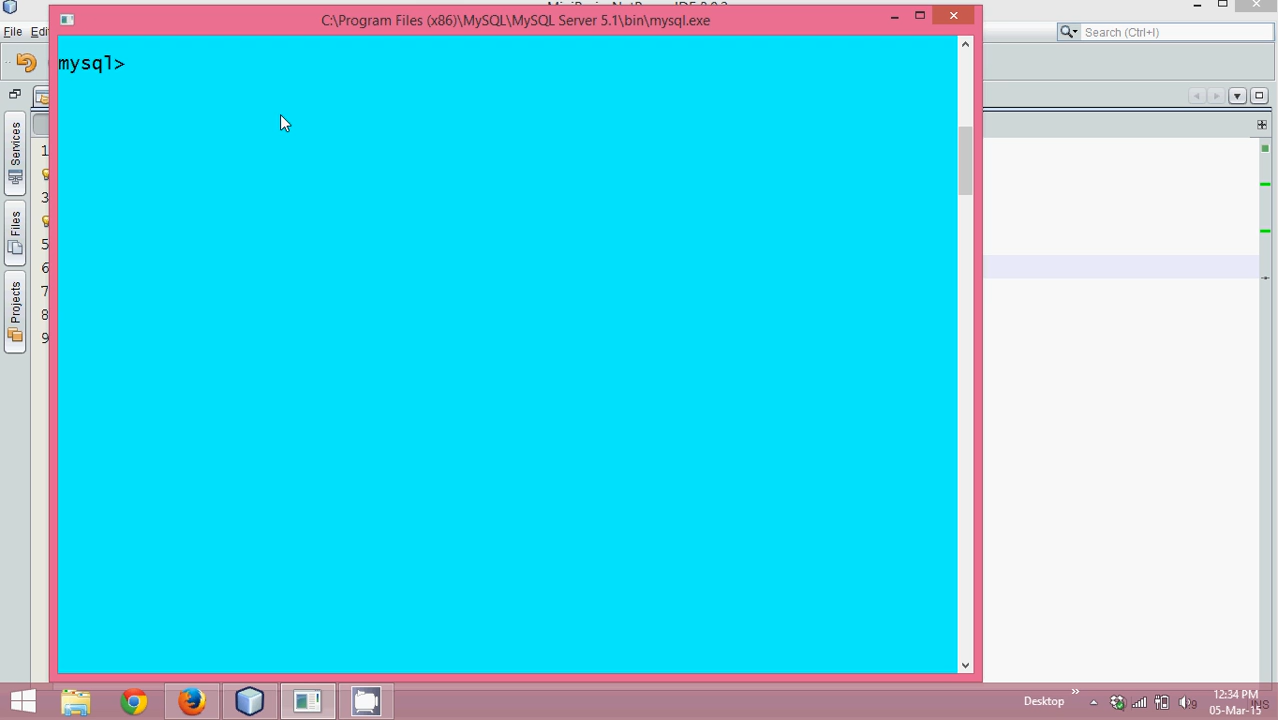 C:\Program Files (x86)\MySQL\MySQL Server 5.1\bin\mysql.exe
File
Search (Ctrl+I)
mysql>
Services
Files
Projects
1
3
5
6
7
8
9
Desktop
12:34 PM
05-Mar-15
INS